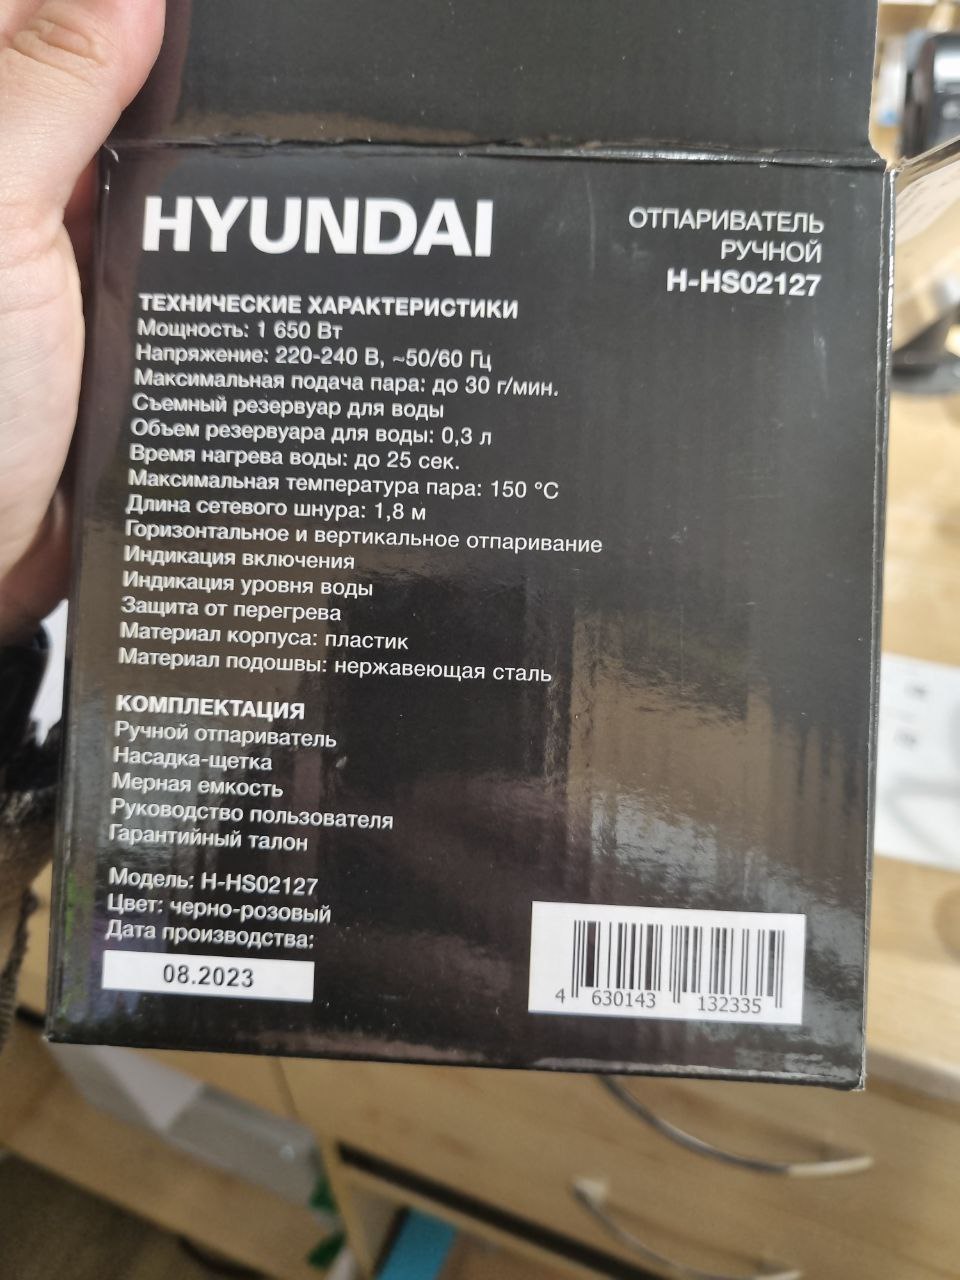 HYUNDAI
ОТПАРИВАТЕЛЬ
РУЧНОЙ
H-HS02127
ТЕХНИЧЕСКИЕ ХАРАКТЕРИСТИКИ
Мощность: 1 650 Вт
Напряжение: 220-240 В, ~50/60 Гц
Максимальная подача пара: до 30 г/мин.
Съемный резервуар для воды
Объем резервуара для воды: 0,3 л
Время нагрева воды: до 25 сек.
Максимальная температура пара: 150 °C
Длина сетевого шнура: 1,8 м
Горизонтальное и вертикальное отпаривание
Индикация включения
Индикация уровня воды
Защита от перегрева
Материал корпуса: пластик
Материал подошвы: нержавеющая сталь
КОМПЛЕКТАЦИЯ
Ручной отпариватель
Насадка-щетка
Мерная емкость
Руководство пользователя
Гарантийный талон
Модель: H-HS02127
Цвет: черно-розовый
Дата производства:
08.2023
4 630143 132335